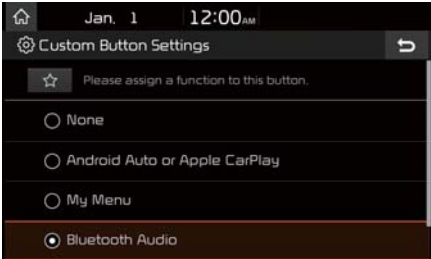 Jan. 1 12:00AM
Custom Button Settings
Please assign a function to this button.
None
Android Auto or Apple CarPlay
My Menu
Bluetooth Audio